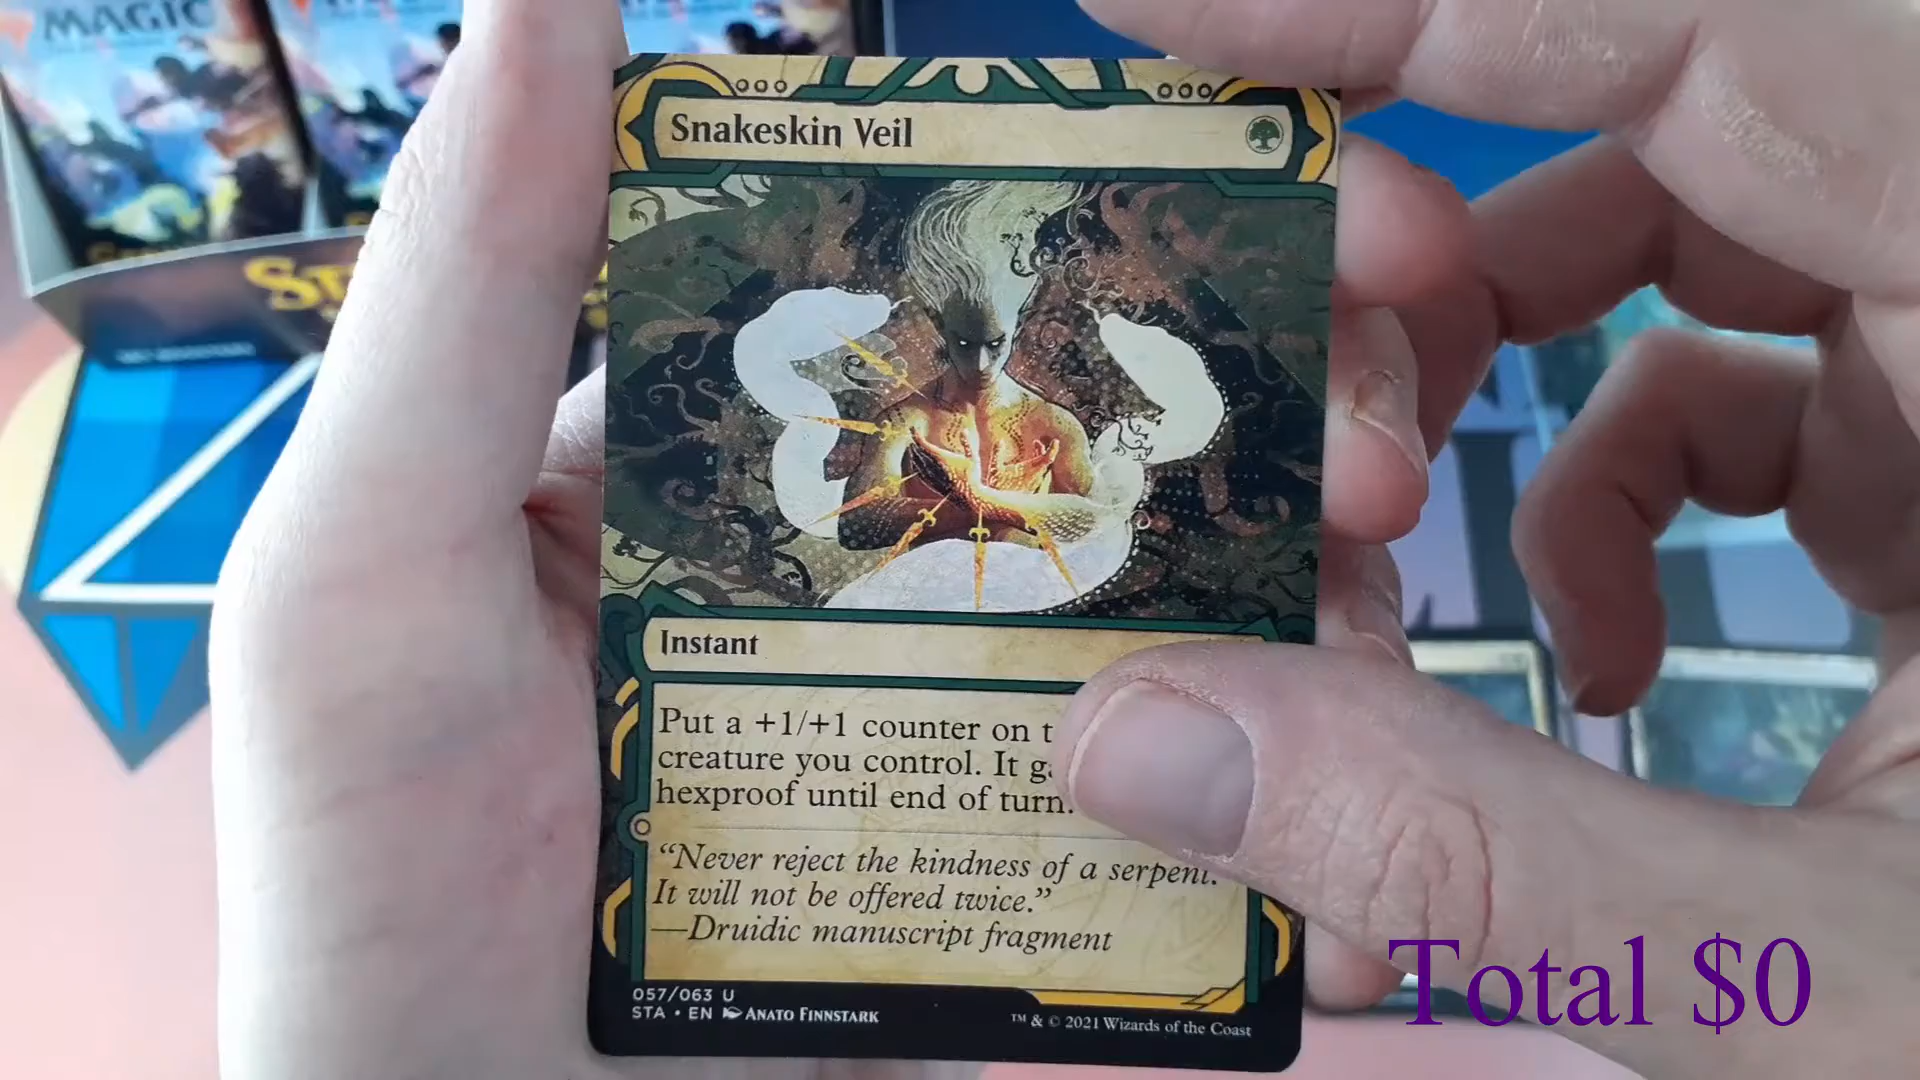 MAGIC
Snakeskin Veil
Instant
Put a +1/+1 counter on t
creature you control. It ga
hexproof until end of turn.
“Never reject the kindness of a serpent.
It will not be offered twice.”
—Druidic manuscript fragment
057/063 U
STA • EN ANATO FINNSTARK
™ & © 2021 Wizards of the Coast
Total $0